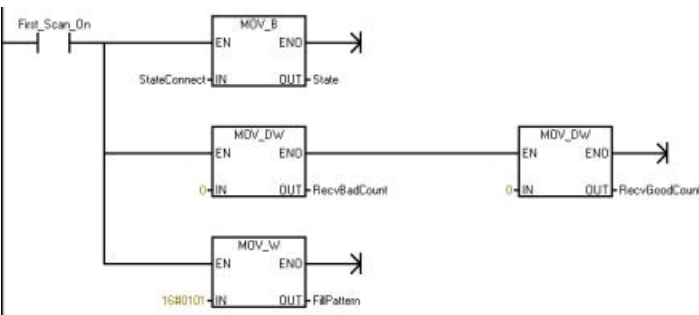 First_Scan_On
MOV_B
EN ENO
StateConnect IN OUT State
MOV_DW MOV_DW
EN ENO EN ENO
0 IN OUT RecvBadCount 0 IN OUT RecvGoodCount
MOV_W
EN ENO
16#0101 IN OUT FillPattern